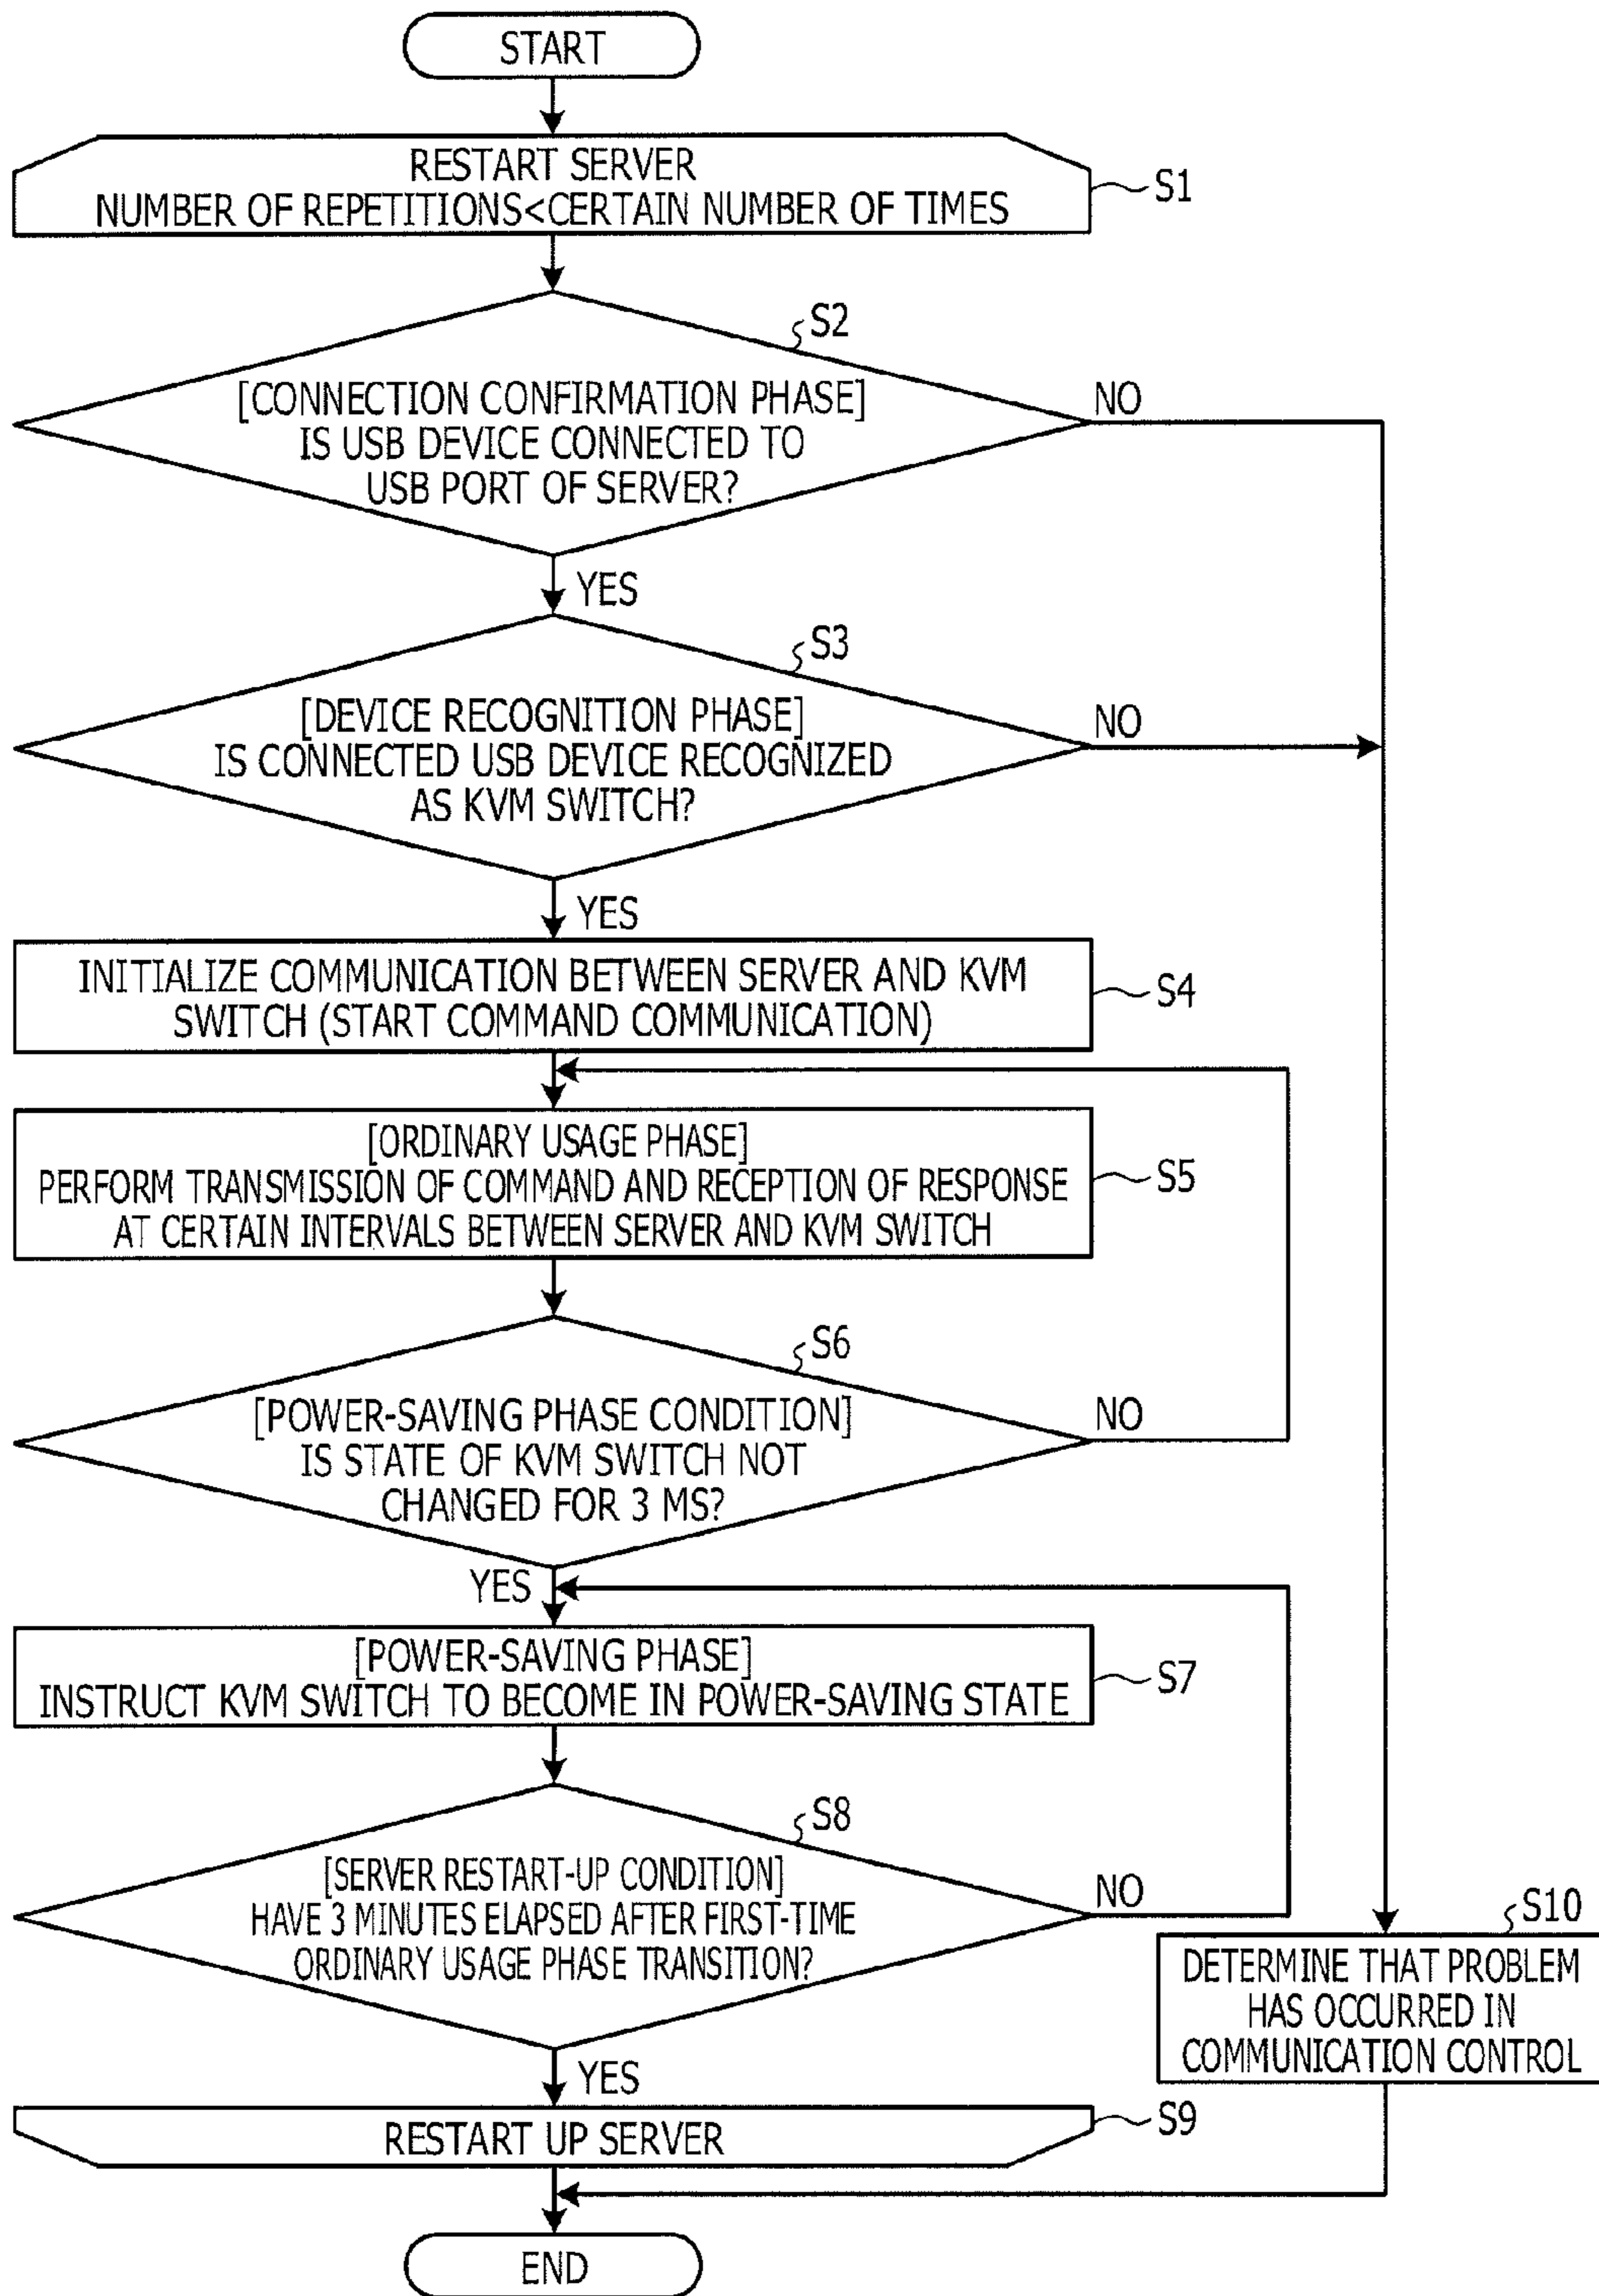 START
RESTART SERVER
NUMBER OF REPETITIONS<CERTAIN NUMBER OF TIMES
S1
S2
[CONNECTION CONFIRMATION PHASE]
IS USB DEVICE CONNECTED TO
USB PORT OF SERVER?
NO
YES
S3
[DEVICE RECOGNITION PHASE]
IS CONNECTED USB DEVICE RECOGNIZED
AS KVM SWITCH?
NO
YES
INITIALIZE COMMUNICATION BETWEEN SERVER AND KVM
SWITCH (START COMMAND COMMUNICATION)
S4
[ORDINARY USAGE PHASE]
PERFORM TRANSMISSION OF COMMAND AND RECEPTION OF RESPONSE
AT CERTAIN INTERVALS BETWEEN SERVER AND KVM SWITCH
S5
S6
[POWER-SAVING PHASE CONDITION]
IS STATE OF KVM SWITCH NOT
CHANGED FOR 3 MS?
NO
YES
[POWER-SAVING PHASE]
INSTRUCT KVM SWITCH TO BECOME IN POWER-SAVING STATE
S7
S8
[SERVER RESTART-UP CONDITION]
HAVE 3 MINUTES ELAPSED AFTER FIRST-TIME
ORDINARY USAGE PHASE TRANSITION?
NO
YES
S10
DETERMINE THAT PROBLEM
HAS OCCURRED IN
COMMUNICATION CONTROL
RESTART UP SERVER
S9
END